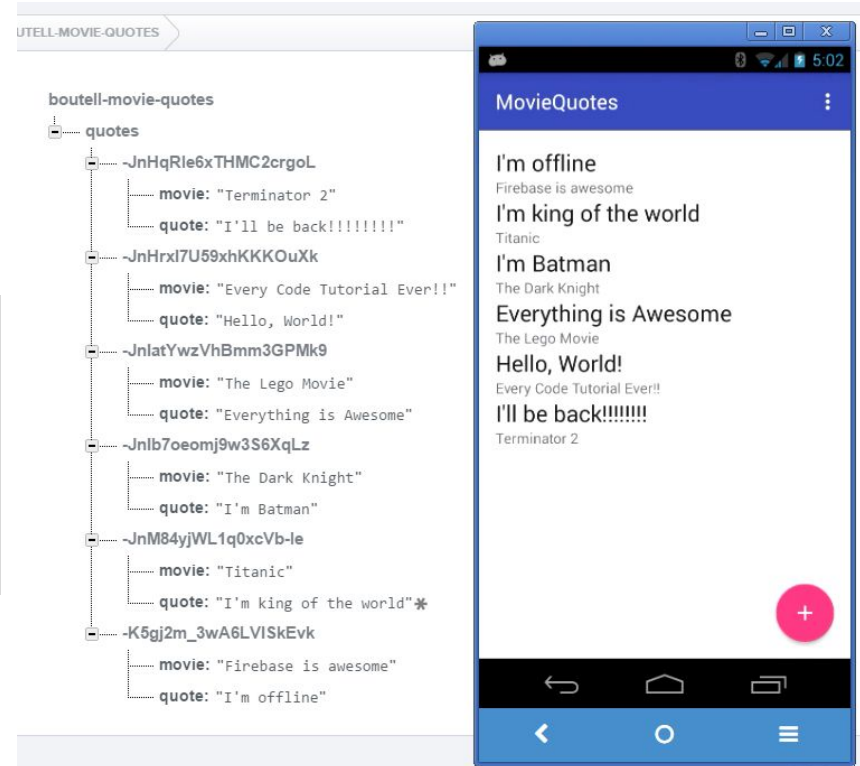 UTELL-MOVIE-QUOTES
boutell-movie-quotes
quotes
-JnHqRle6xTHMC2crgoL
movie: "Terminator 2"
quote: "I'll be back!!!!!!!!"
-JnHrxl7U59xhKKKOuXk
movie: "Every Code Tutorial Ever!!"
quote: "Hello, World!"
-JnlatYwzVhBmm3GPMk9
movie: "The Lego Movie"
quote: "Everything is Awesome"
-Jnlb7oeomj9w3S6XqLz
movie: "The Dark Knight"
quote: "I'm Batman"
-JnM84yjWL1q0xcVb-le
movie: "Titanic"
quote: "I'm king of the world"*
-K5gj2m_3wA6LVISkEvk
movie: "Firebase is awesome"
quote: "I'm offline"
5:02
MovieQuotes
I'm offline
Firebase is awesome
I'm king of the world
Titanic
I'm Batman
The Dark Knight
Everything is Awesome
The Lego Movie
Hello, World!
Every Code Tutorial Ever!!
I'll be back!!!!!!!!
Terminator 2
+